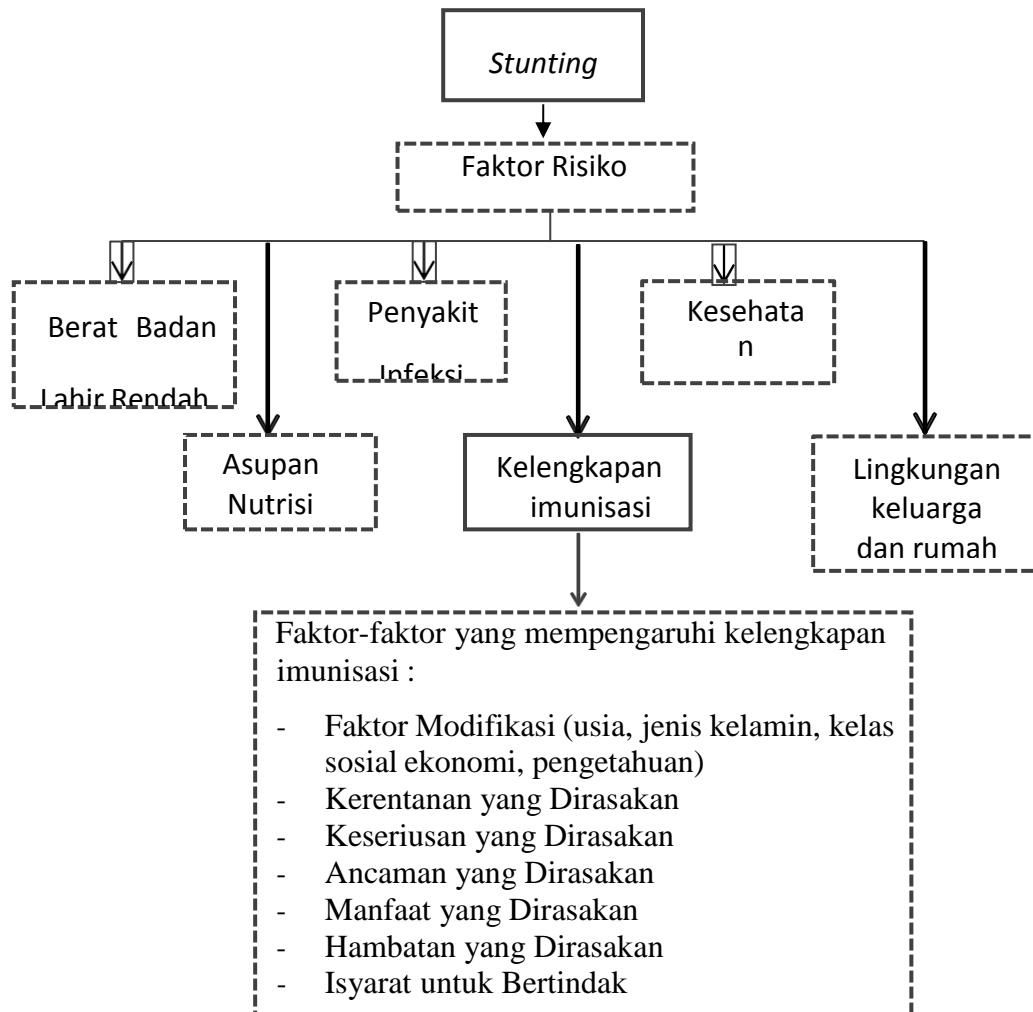 Stunting
Faktor Risiko
Berat Badan
Lahir Rendah
Penyakit
Infeksi
Kesehata
n
Asupan
Nutrisi
Kelengkapan
imunisasi
Lingkungan
keluarga
dan rumah
Faktor-faktor yang mempengaruhi kelengkapan
imunisasi :
- Faktor Modifikasi (usia, jenis kelamin, kelas
sosial ekonomi, pengetahuan)
- Kerentanan yang Dirasakan
- Keseriusan yang Dirasakan
- Ancaman yang Dirasakan
- Manfaat yang Dirasakan
- Hambatan yang Dirasakan
- Isyarat untuk Bertindak